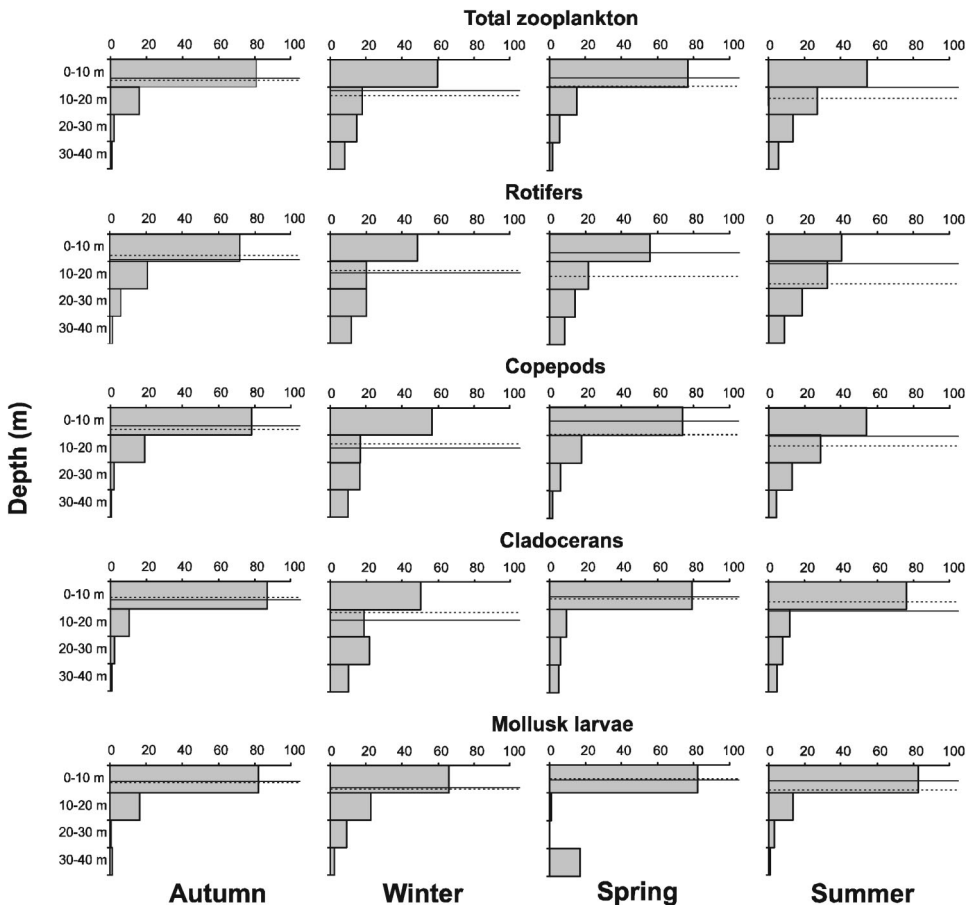 Total zooplankton
0 20 40 60 80 100 0 20 40 60 80 100 0 20 40 60 80 100 0 20 40 60 80 100
0-10 m
10-20 m
20-30 m
30-40 m
Rotifers
0 20 40 60 80 100 0 20 40 60 80 100 0 20 40 60 80 100 0 20 40 60 80 100
0-10 m
10-20 m
20-30 m
30-40 m
Copepods
0 20 40 60 80 100 0 20 40 60 80 100 0 20 40 60 80 100 0 20 40 60 80 100
0-10 m
10-20 m
20-30 m
30-40 m
Depth (m)
Cladocerans
0 20 40 60 80 100 0 20 40 60 80 100 0 20 40 60 80 100 0 20 40 60 80 100
0-10 m
10-20 m
20-30 m
30-40 m
Mollusk larvae
0 20 40 60 80 100 0 20 40 60 80 100 0 20 40 60 80 100 0 20 40 60 80 100
0-10 m
10-20 m
20-30 m
30-40 m
Autumn Winter Spring Summer